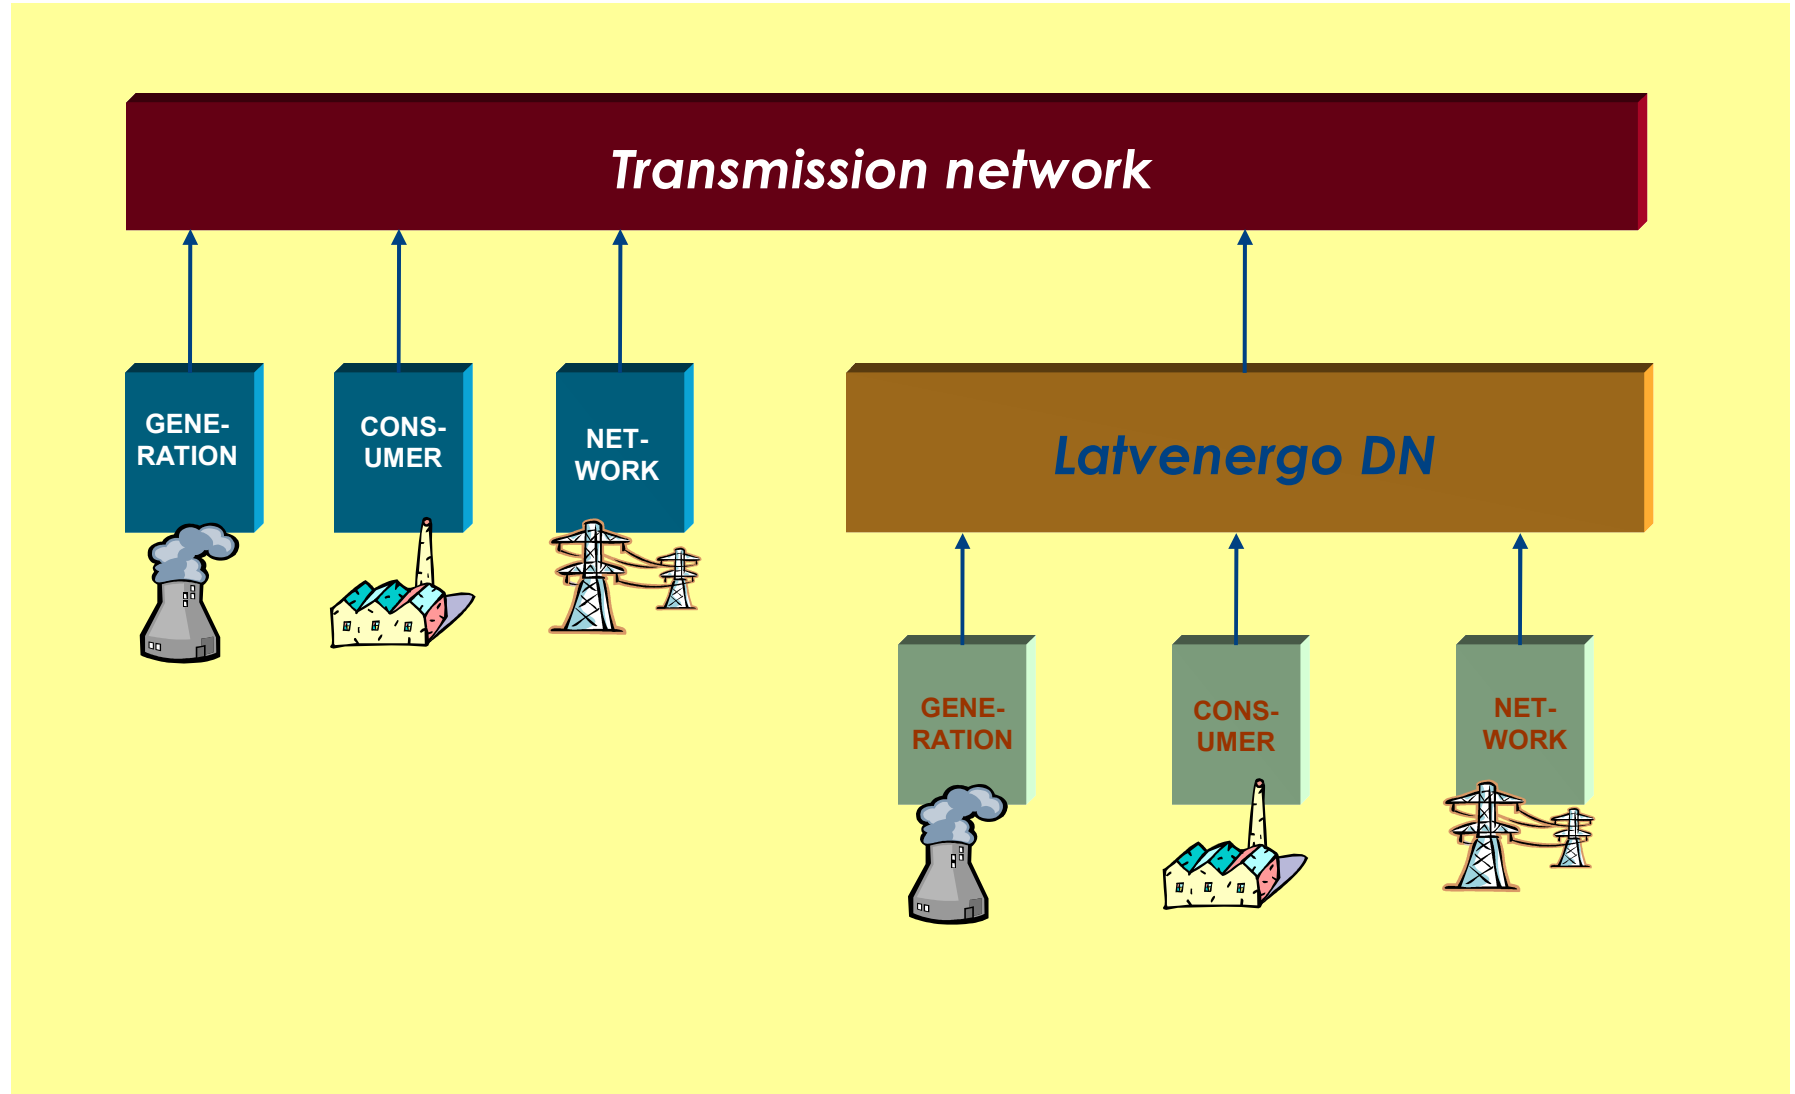 Transmission network
GENE-
RATION
CONS-
UMER
NET-
WORK
Latvenergo DN
GENE-
RATION
CONS-
UMER
NET-
WORK